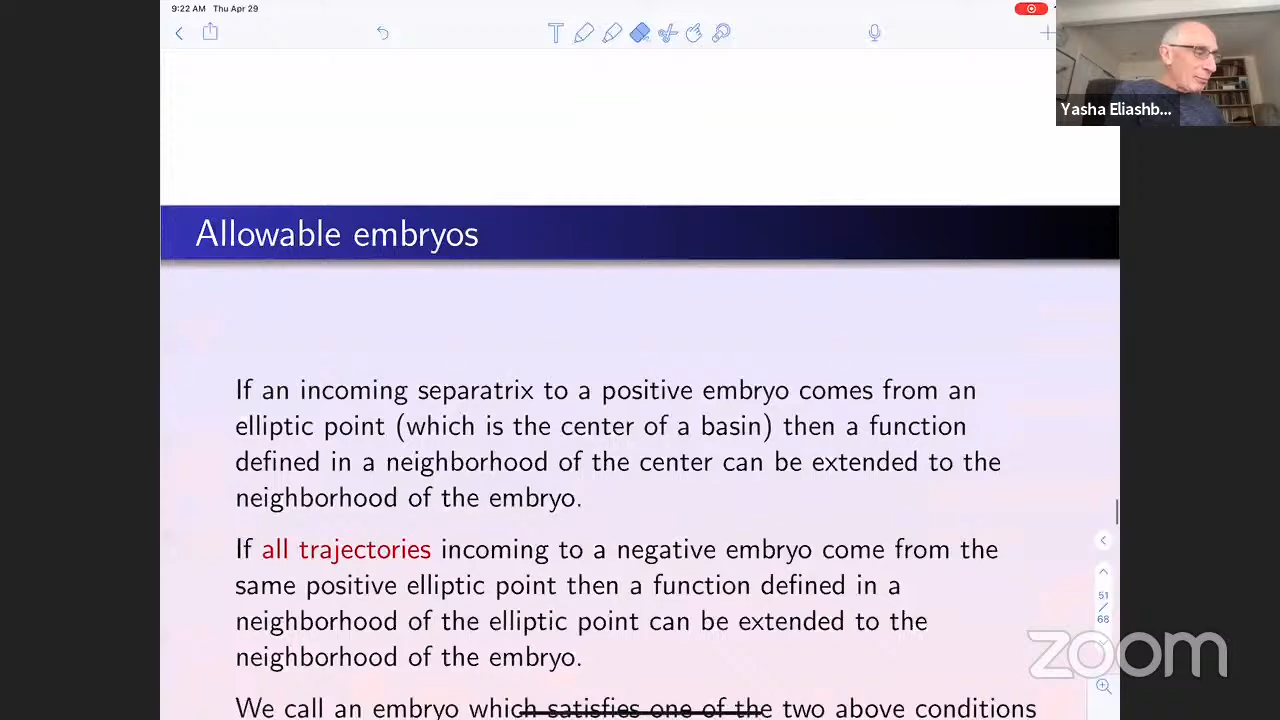 9:22 AM Thu Apr 29
Yasha Eliashb...
Allowable embryos
If an incoming separatrix to a positive embryo comes from an
elliptic point (which is the center of a basin) then a function
defined in a neighborhood of the center can be extended to the
neighborhood of the embryo.
If all trajectories incoming to a negative embryo come from the
same positive elliptic point then a function defined in a
neighborhood of the elliptic point can be extended to the
neighborhood of the embryo.
We call an embryo which satisfies one of the two above conditions
51
/
68
zoom